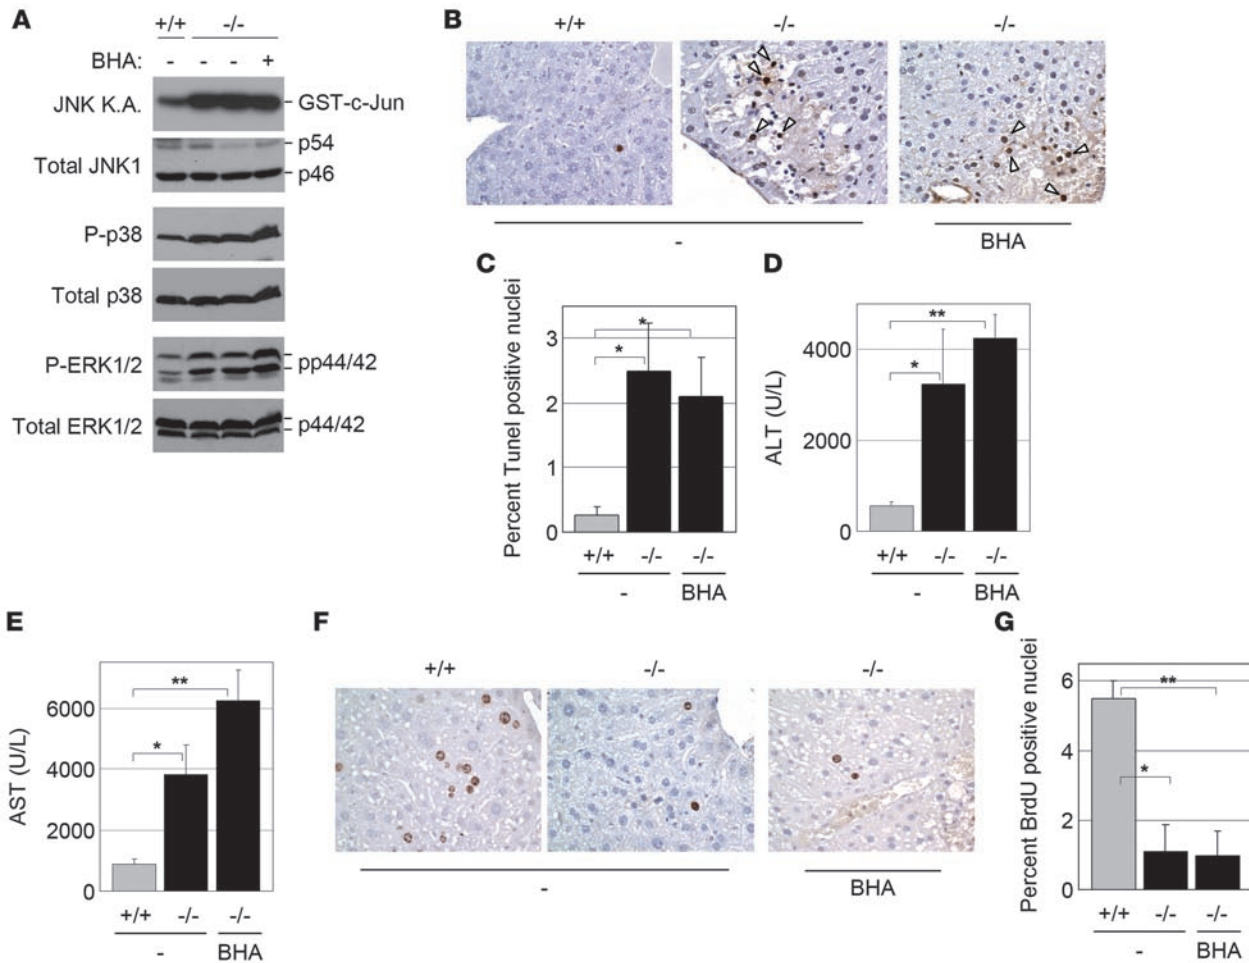 A
+/+ -/-
BHA: - - - +
JNK K.A. GST-c-Jun
Total JNK1 p54
p46
P-p38
Total p38
P-ERK1/2 pp44/42
Total ERK1/2 p44/42
B
+/+ -/- -/-
- BHA
C
Percent Tunel positive nuclei
3
2
1
0
* *
+/+ -/- -/-
- BHA
D
ALT (U/L)
4000
2000
0
**
*
+/+ -/- -/-
- BHA
E
AST (U/L)
6000
4000
2000
0
**
*
+/+ -/- -/-
- BHA
F
+/+ -/- -/-
- BHA
G
Percent BrdU positive nuclei
6
4
2
0
**
*
+/+ -/- -/-
- BHA